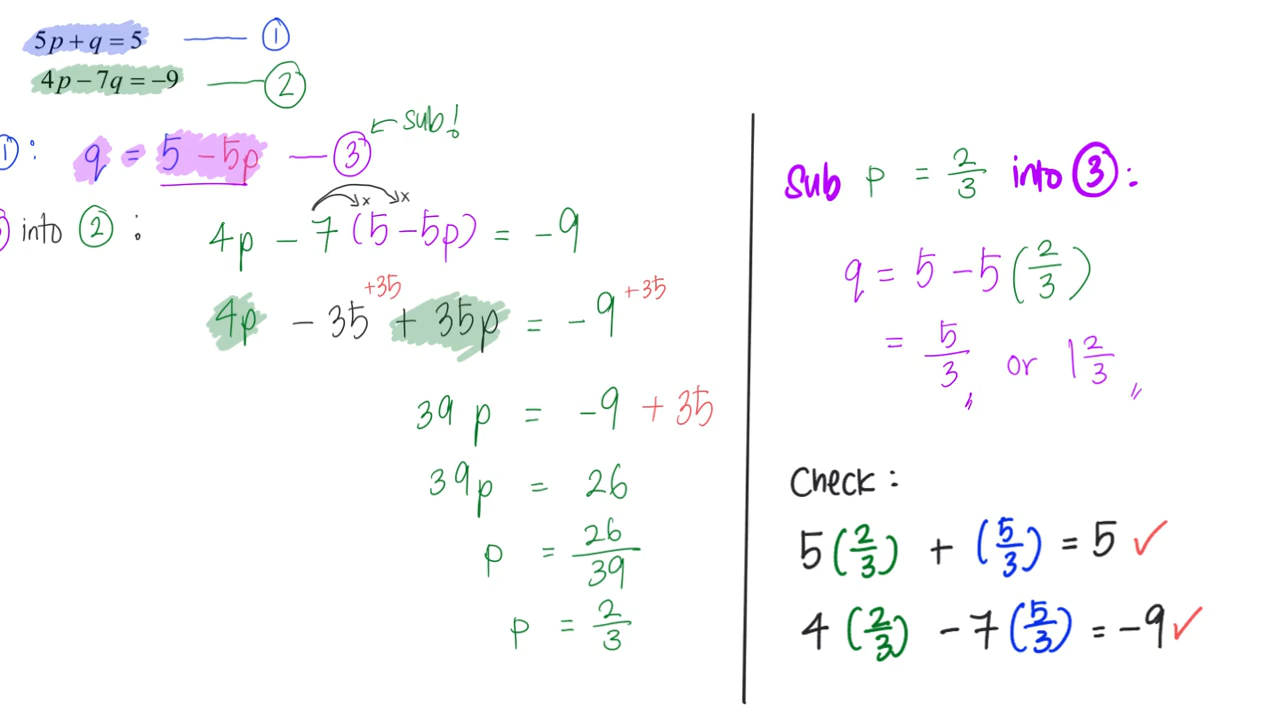 5p + q = 5 —— ①
4p − 7q = −9 —— ②
①: q = 5 − 5p — ③ ← sub!
into ② : 4p − 7(5 − 5p) = −9
4p − 35 +35 + 35p = −9 +35
39p = −9 + 35
39p = 26
p = 26/39
p = 2/3
Sub p = 2/3 into ③:
q = 5 − 5(2/3)
= 5/3 or 1 2/3
Check:
5(2/3) + (5/3) = 5 ✓
4(2/3) − 7(5/3) = −9 ✓